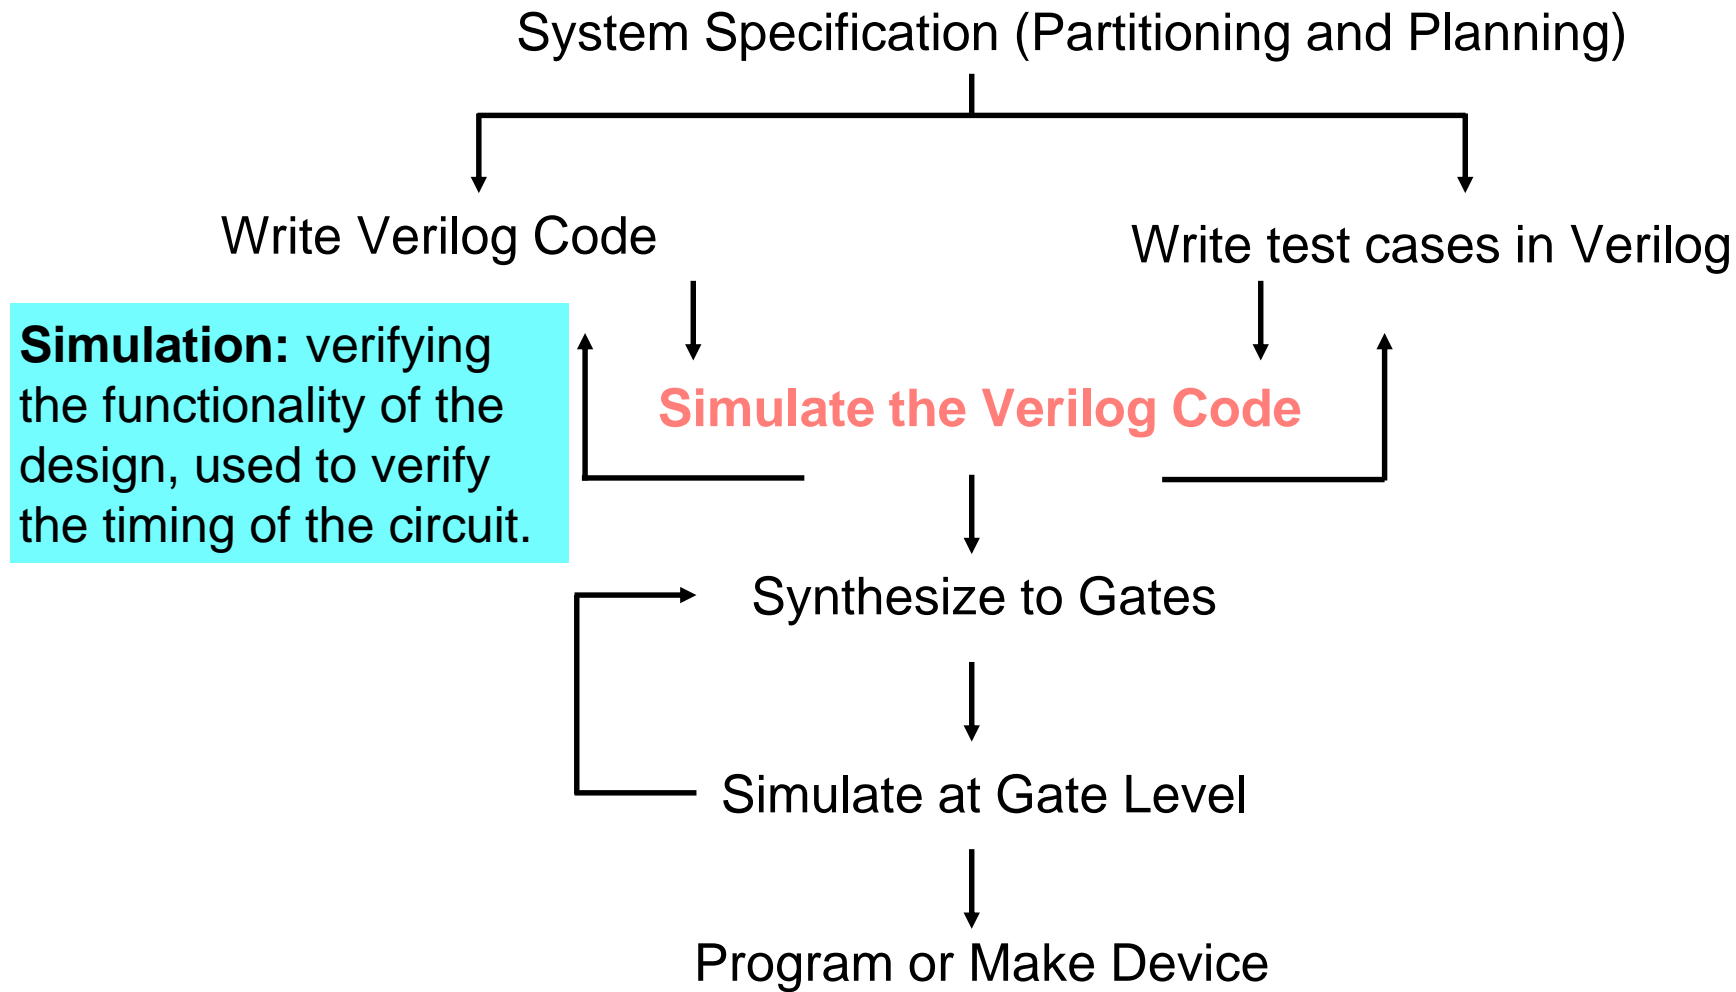 System Specification (Partitioning and Planning)
Write Verilog Code
Write test cases in Verilog
Simulation: verifying
the functionality of the
design, used to verify
the timing of the circuit.
Simulate the Verilog Code
Synthesize to Gates
Simulate at Gate Level
Program or Make Device